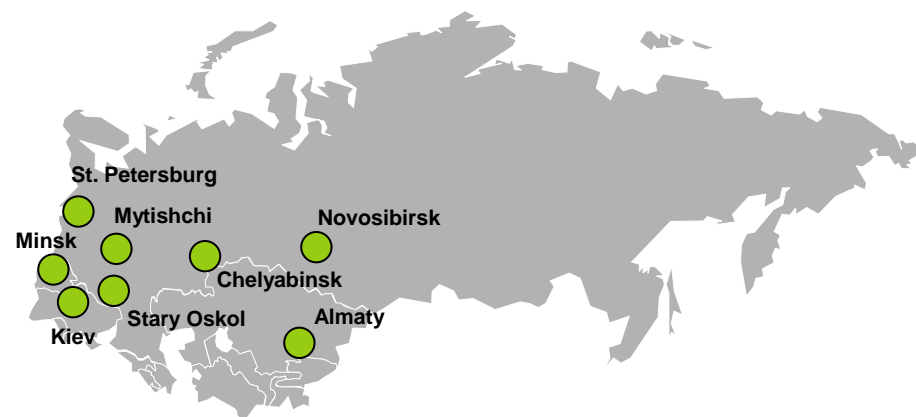 St. Petersburg
Mytishchi
Novosibirsk
Minsk
Chelyabinsk
Stary Oskol
Almaty
Kiev